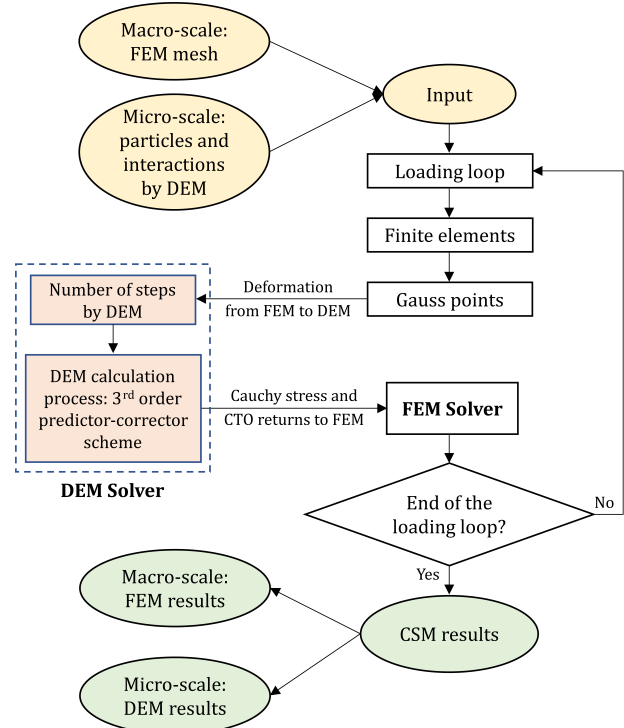 Macro-scale:
FEM mesh
Micro-scale:
particles and
interactions
by DEM
Input
Loading loop
Finite elements
Gauss points
Deformation
from FEM to DEM
Number of steps
by DEM
DEM calculation
process: 3rd order
predictor-corrector
scheme
DEM Solver
Cauchy stress and
CTO returns to FEM
FEM Solver
End of the
loading loop?
No
Yes
CSM results
Macro-scale:
FEM results
Micro-scale:
DEM results